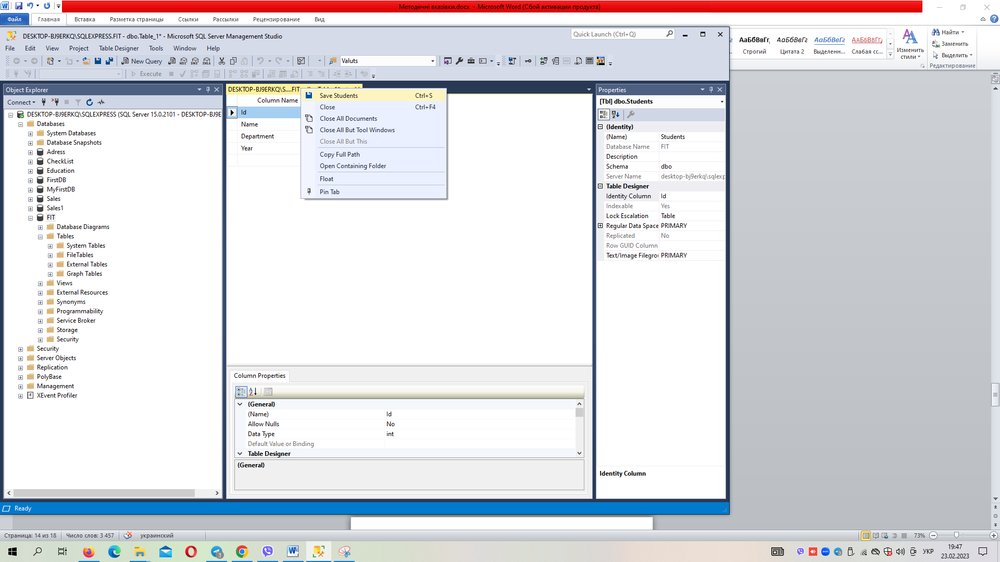 Методичні вказівки.docx - Microsoft Word (Сбой активации продукта)
Файл Главная Вставка Разметка страницы Ссылки Рассылки Рецензирование Вид
DESKTOP-BJ9ERKQ\SQLEXPRESS.FIT - dbo.Table_1* - Microsoft SQL Server Management Studio
Quick Launch (Ctrl+Q)
File Edit View Project Table Designer Tools Window Help
New Query
Valuts
Execute
АаБбВвГг, АаБбВвГг АаБбВвГг АаБбВвГг
Строгий Цитата 2 Выделенн... Слабая сс...
Изменить стили
Найти
Заменить
Выделить
Редактирование
Object Explorer
Connect
DESKTOP-BJ9ERKQ\SQLEXPRESS (SQL Server 15.0.2101 - DESKTOP-BJ9E
Databases
System Databases
Database Snapshots
Adress
CheckList
Education
FirstDB
MyFirstDB
Sales
Sales1
FIT
Database Diagrams
Tables
System Tables
FileTables
External Tables
Graph Tables
Views
External Resources
Synonyms
Programmability
Service Broker
Storage
Security
Security
Server Objects
Replication
PolyBase
Management
XEvent Profiler
DESKTOP-BJ9ERKQ\S....FIT
Column Name
Id
Name
Department
Year
Save Students Ctrl+S
Close Ctrl+F4
Close All Documents
Close All But Tool Windows
Close All But This
Copy Full Path
Open Containing Folder
Float
Pin Tab
Column Properties
(General)
(Name) Id
Allow Nulls No
Data Type int
Default Value or Binding
Table Designer
(General)
Properties
[Tbl] dbo.Students
(Identity)
(Name) Students
Database Name FIT
Description
Schema dbo
Server Name desktop-bj9erkq\sqlexp
Table Designer
Identity Column Id
Indexable Yes
Lock Escalation Table
Regular Data Space PRIMARY
Replicated No
Row GUID Column
Text/Image Filegrou PRIMARY
Identity Column
Ready
Страница: 14 из 18 Число слов: 3 457 украинский
73%
УКР
19:47
23.02.2023